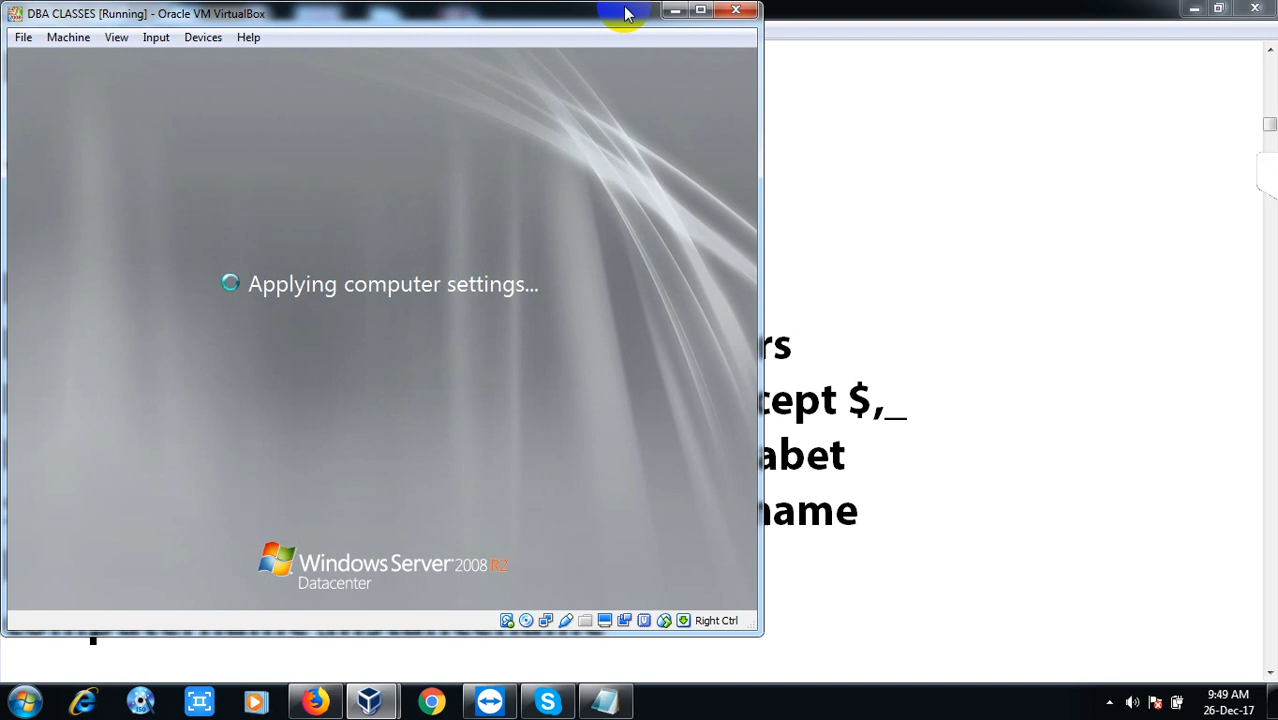 DBA CLASSES [Running] - Oracle VM VirtualBox
File Machine View Input Devices Help
Applying computer settings...
rs
cept $,_
abet
name
Windows Server 2008 R2
Datacenter
Right Ctrl
9:49 AM
26-Dec-17